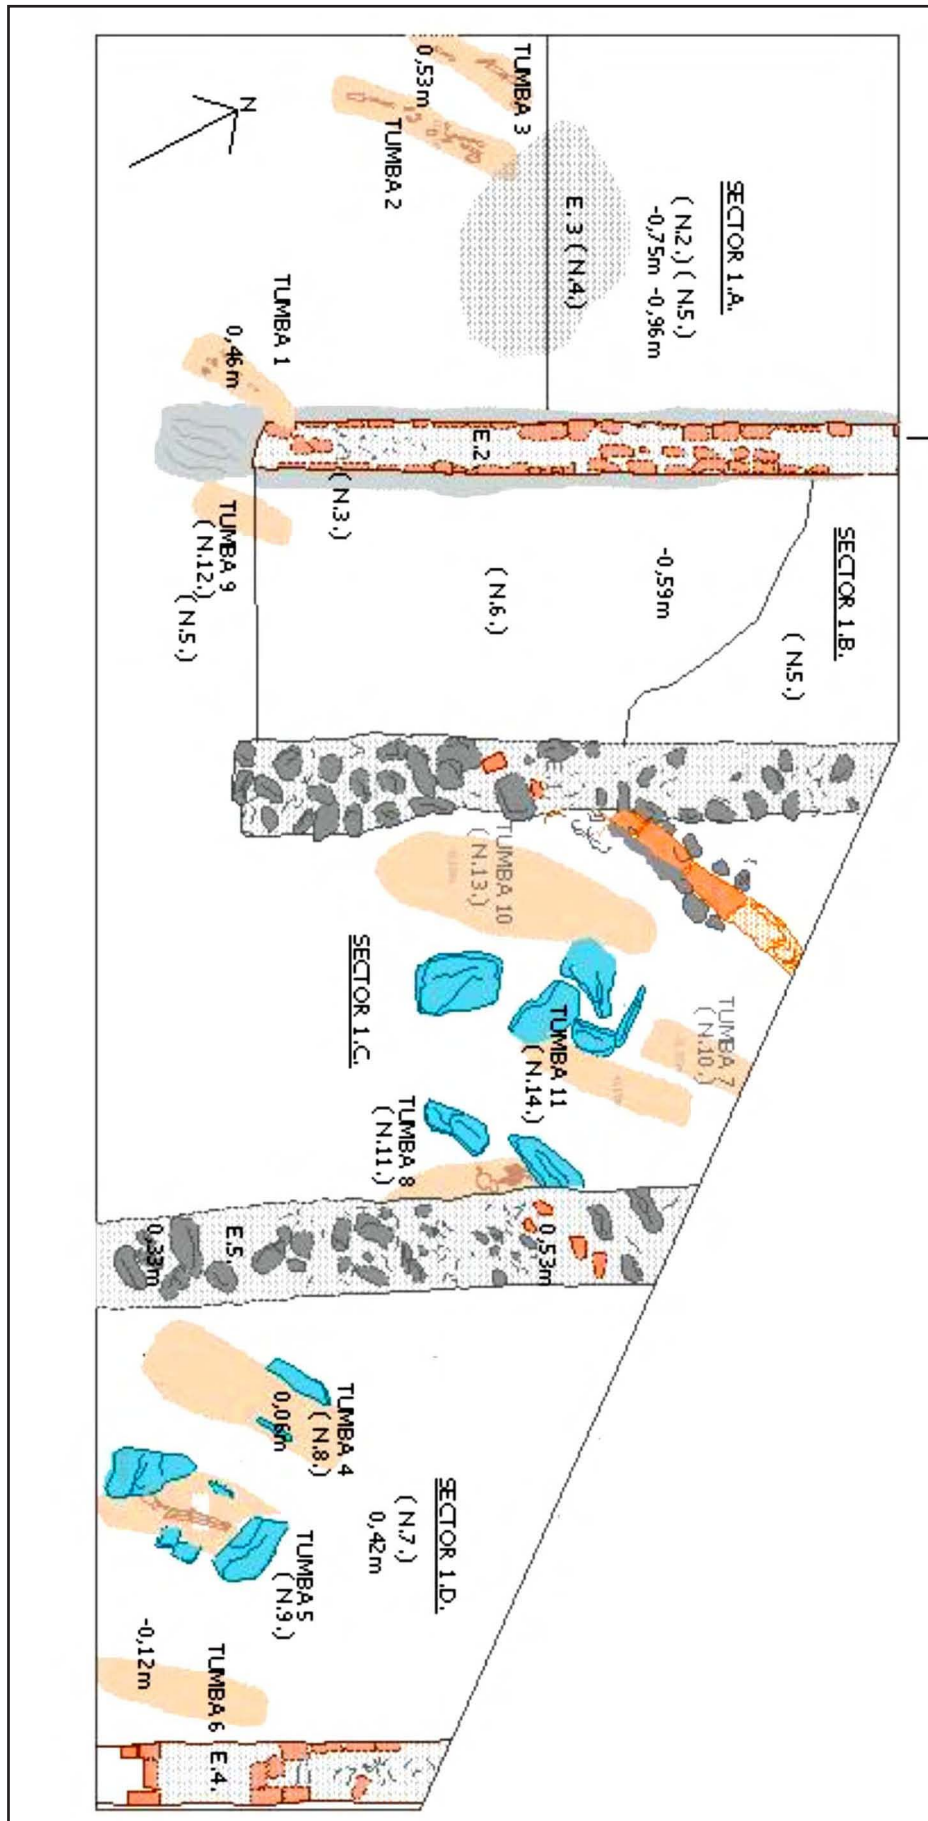 TUMBA 3
0,53m
TUMBA 2
N
SECTOR 1.A.
( N.2.) ( N.5.)
-0,75m -0,96m
E. 3 ( N.4.)
TUMBA 1
0,46m
E.2
( N.3.)
TUMBA 9
( N.12.)
( N.5.)
( N.6.)
-0,59m
SECTOR 1.B.
( N.5.)
TUMBA 10
( N.13.)
SECTOR 1.C.
TUMBA 11
( N.14.)
TUMBA 7
( N.10.)
TUMBA 8
( N.11.)
E.5.
0,33m
0,53m
TUMBA 4
( N.8.)
0,06m
SECTOR 1.D.
( N.7.)
0,42m
TUMBA 5
( N.9.)
-0,12m
TUMBA 6
E.4.